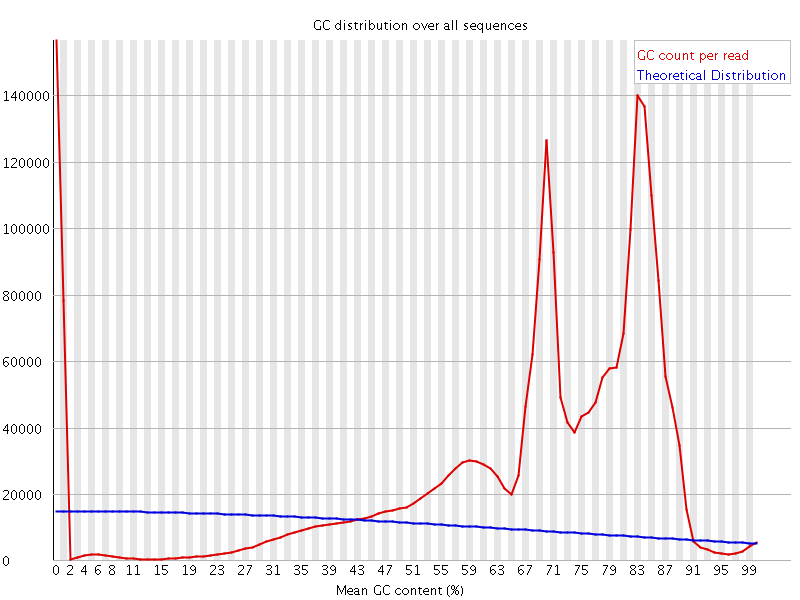 GC distribution over all sequences
GC count per read
Theoretical Distribution
140000
120000
100000
80000
60000
40000
20000
0
0 2 4 6 8 11 15 19 23 27 31 35 39 43 47 51 55 59 63 67 71 75 79 83 87 91 95 99
Mean GC content (%)